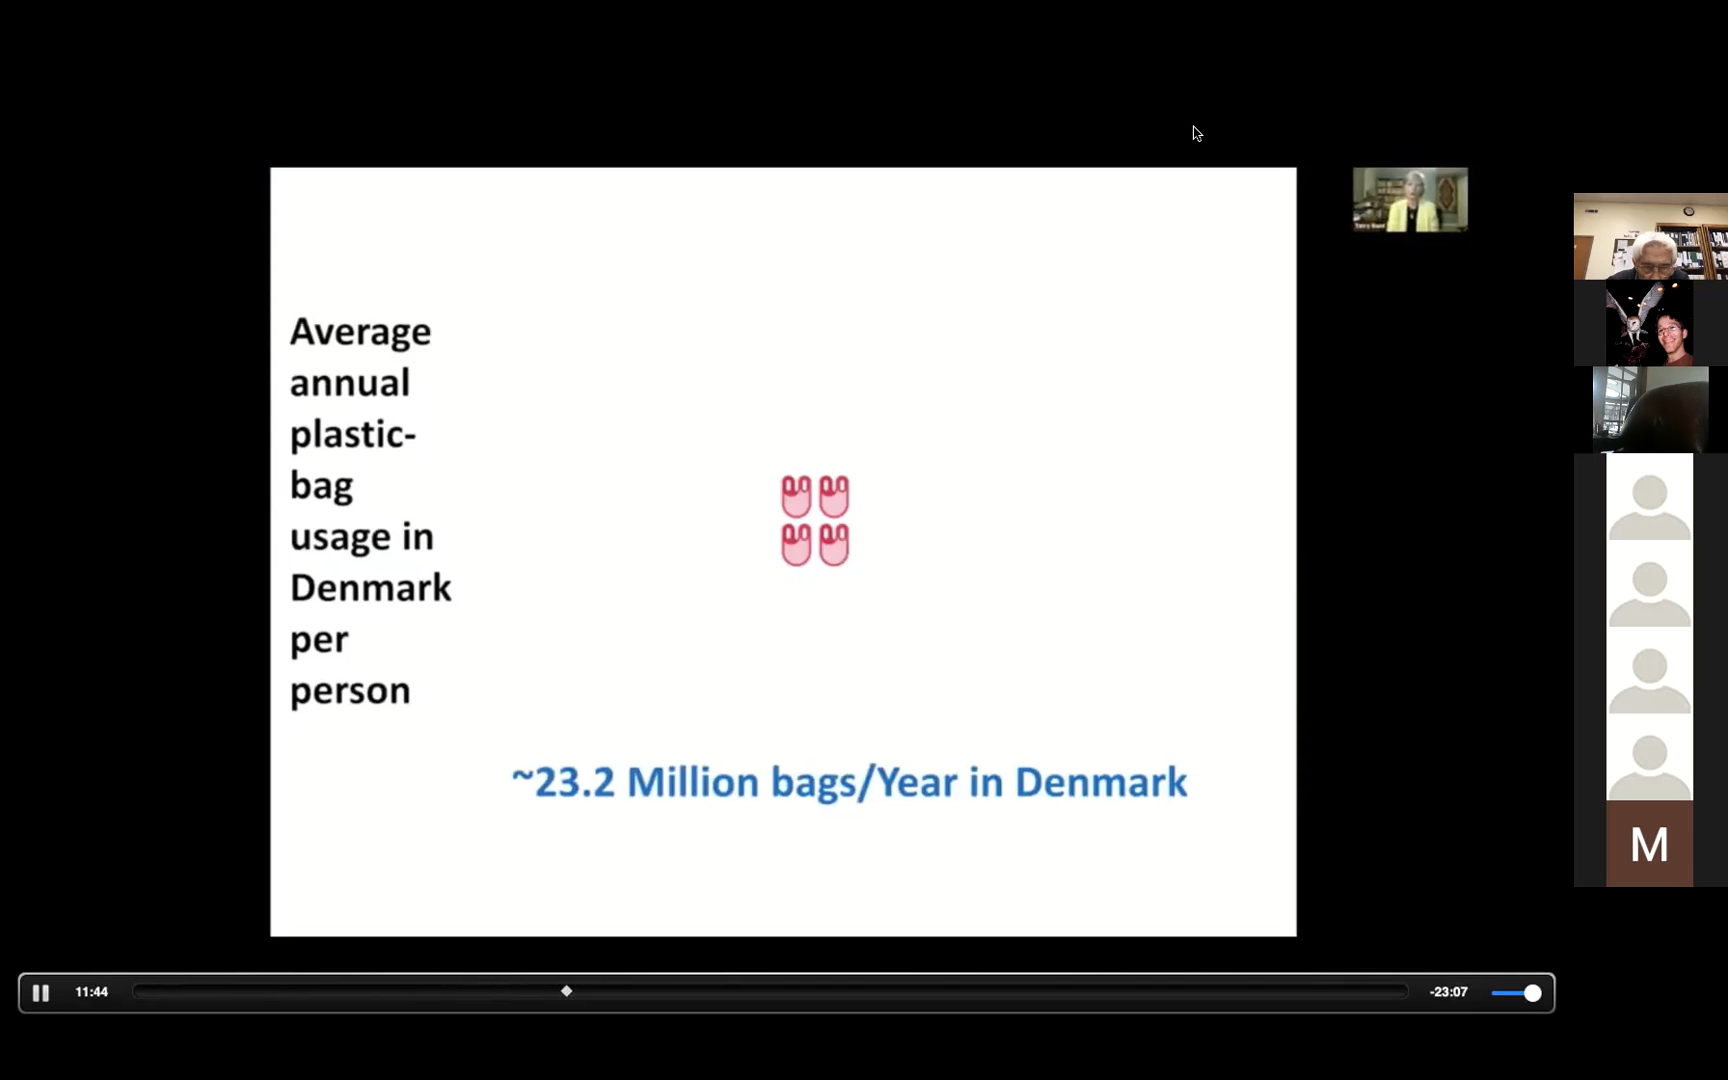 Average
annual
plastic-
bag
usage in
Denmark
per
person
~23.2 Million bags/Year in Denmark
M
11:44
-23:07